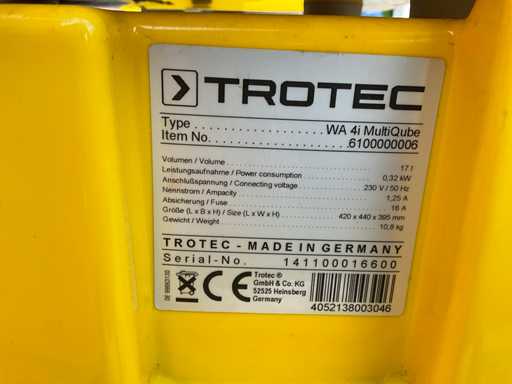 TROTEC
Type .................... WA 4i MultiQube
Item No. .................... 6100000006
Volumen / Volume .................... 17 l
Leistungsaufnahme / Power consumption .................... 0,32 kW
Anschlußspannung / Connecting voltage .................... 230 V / 50 Hz
Nennstrom / Ampacity .................... 1,25 A
Absicherung / Fuse .................... 16 A
Größe (L x B x H) / Size (L x W x H) .................... 420 x 440 x 395 mm
Gewicht / Weight .................... 10,8 kg
TROTEC - MADE IN GERMANY
Serial-No. 141100016600
Trotec ®
GmbH & Co. KG
52525 Heinsberg
Germany
4052138003046